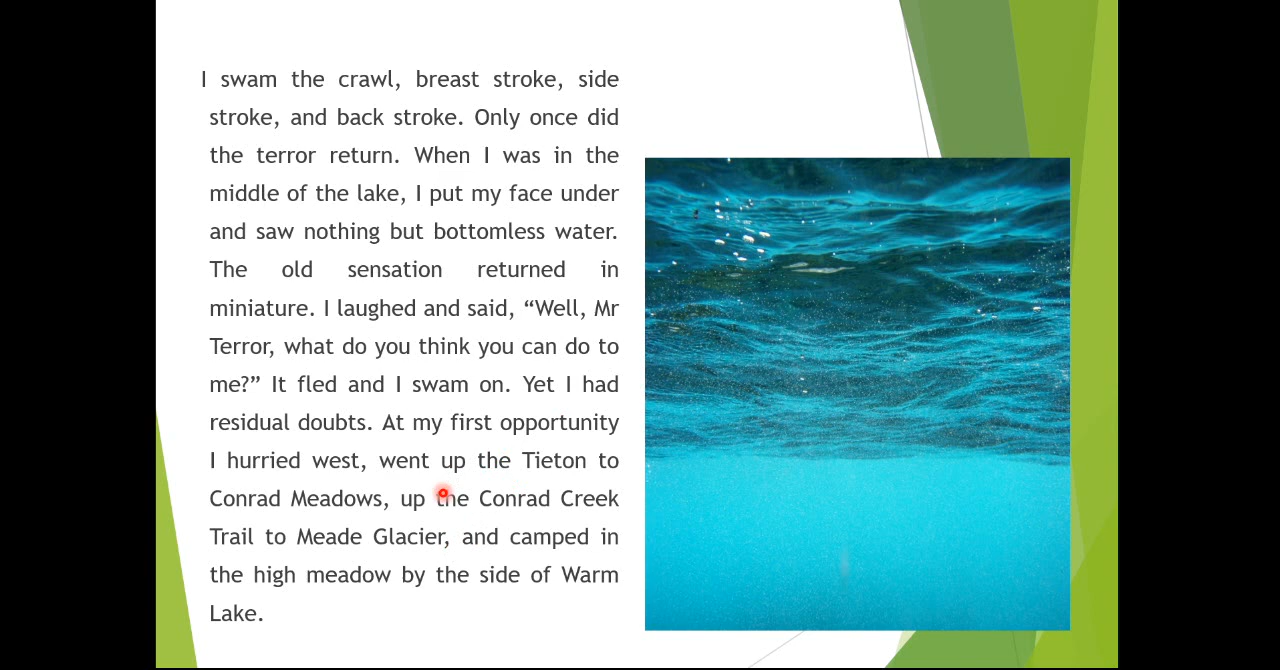 I swam the crawl, breast stroke, side
stroke, and back stroke. Only once did
the terror return. When I was in the
middle of the lake, I put my face under
and saw nothing but bottomless water.
The old sensation returned in
miniature. I laughed and said, “Well, Mr
Terror, what do you think you can do to
me?” It fled and I swam on. Yet I had
residual doubts. At my first opportunity
I hurried west, went up the Tieton to
Conrad Meadows, up the Conrad Creek
Trail to Meade Glacier, and camped in
the high meadow by the side of Warm
Lake.